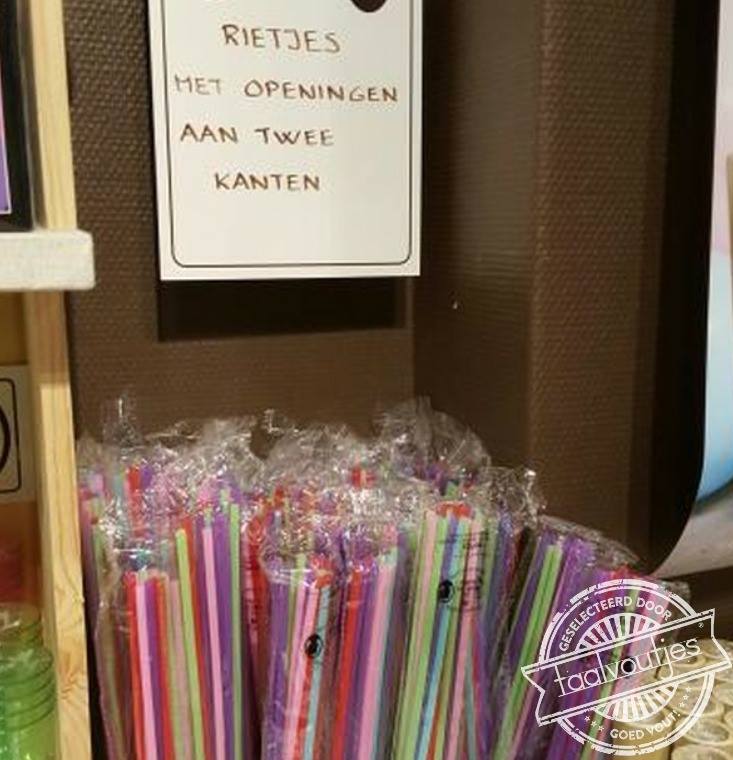 RIETJES
MET OPENINGEN
AAN TWEE
KANTEN
GESELECTEERD DOOR
taalvoutjes
GOED VOUT!